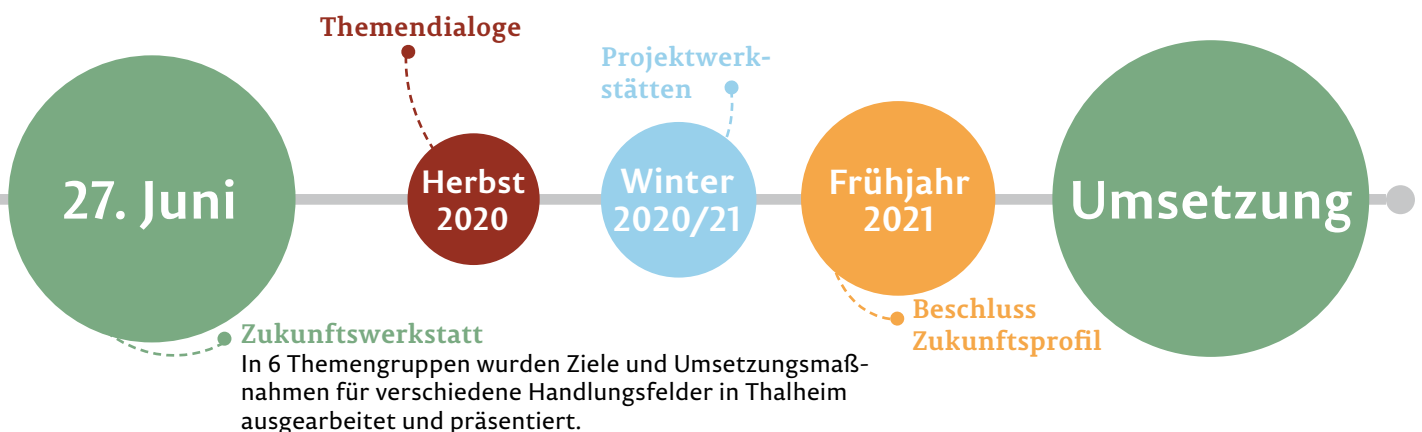 Themendialoge
Projektwerk-
stätten
27. Juni
Herbst
2020
Winter
2020/21
Frühjahr
2021
Umsetzung
Zukunftswerkstatt
In 6 Themengruppen wurden Ziele und Umsetzungsmaß-
nahmen für verschiedene Handlungsfelder in Thalheim
ausgearbeitet und präsentiert.
Beschluss
Zukunftsprofil